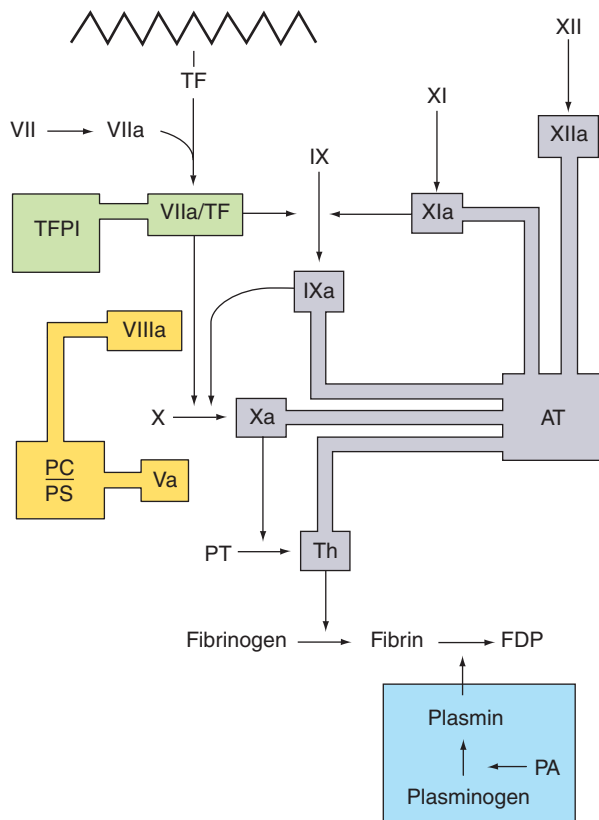 TF
XII
XI
VII
VIIa
IX
XIIa
TFPI
VIIa/TF
XIa
IXa
VIIIa
X
Xa
AT
PC
PS
Va
PT
Th
Fibrinogen
Fibrin
FDP
Plasmin
PA
Plasminogen